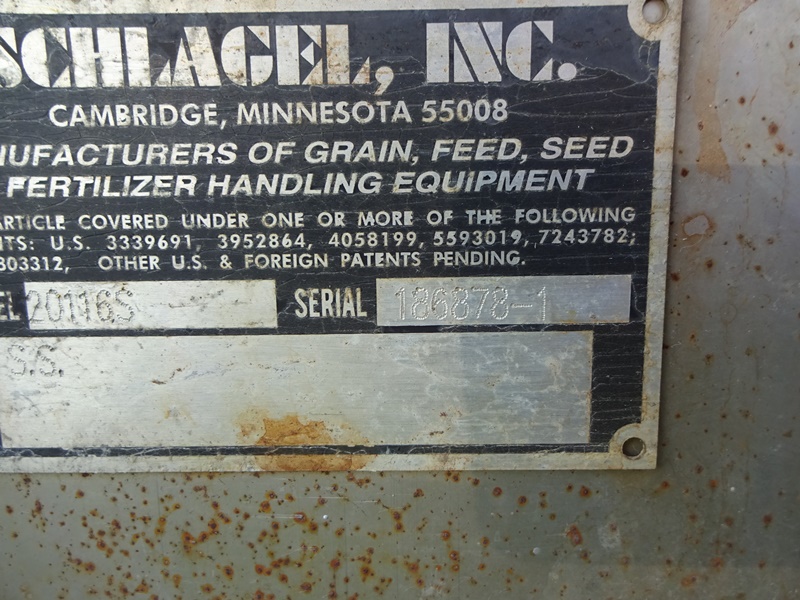 SCHLAGEL, INC.
CAMBRIDGE, MINNESOTA 55008
NUFACTURERS OF GRAIN, FEED, SEED
FERTILIZER HANDLING EQUIPMENT
ARTICLE COVERED UNDER ONE OR MORE OF THE FOLLOWING
NTS: U.S. 3339691, 3952864, 4058199, 5593019, 7243782;
803312, OTHER U.S. & FOREIGN PATENTS PENDING.
EL 20116S SERIAL 186878-1
S.S.